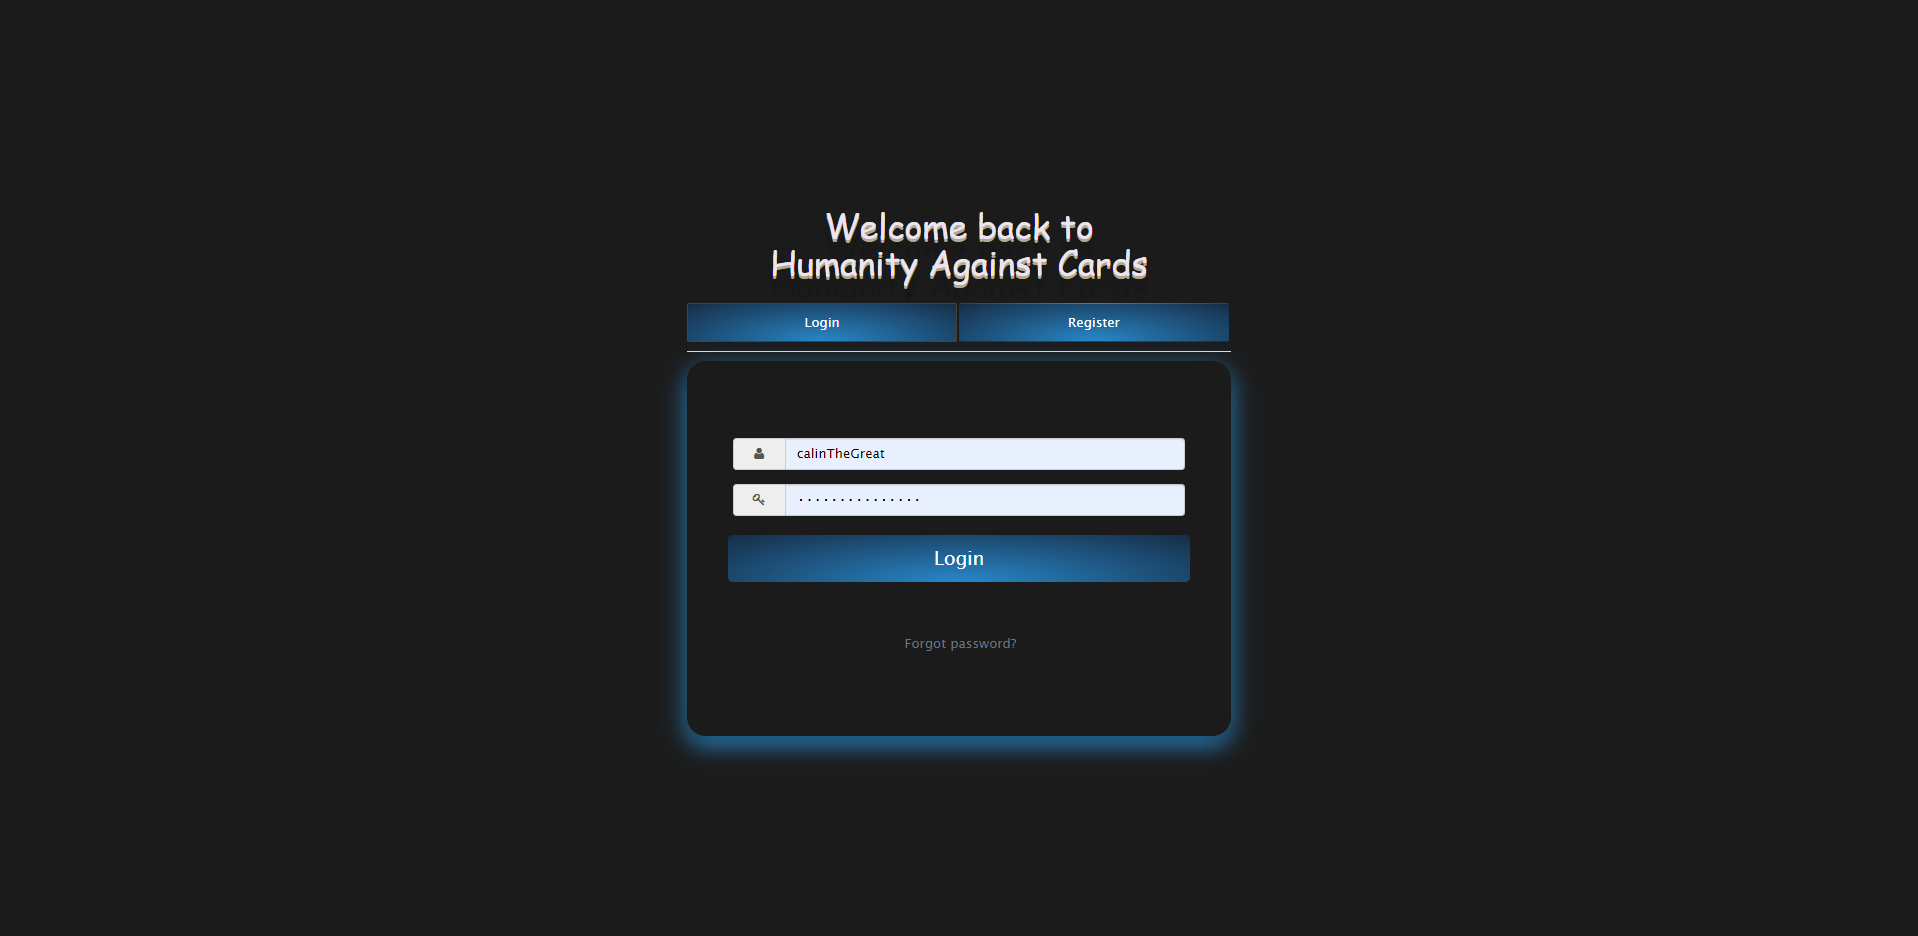 Welcome back to
Humanity Against Cards
Login
Register
calinTheGreat
...............
Login
Forgot password?